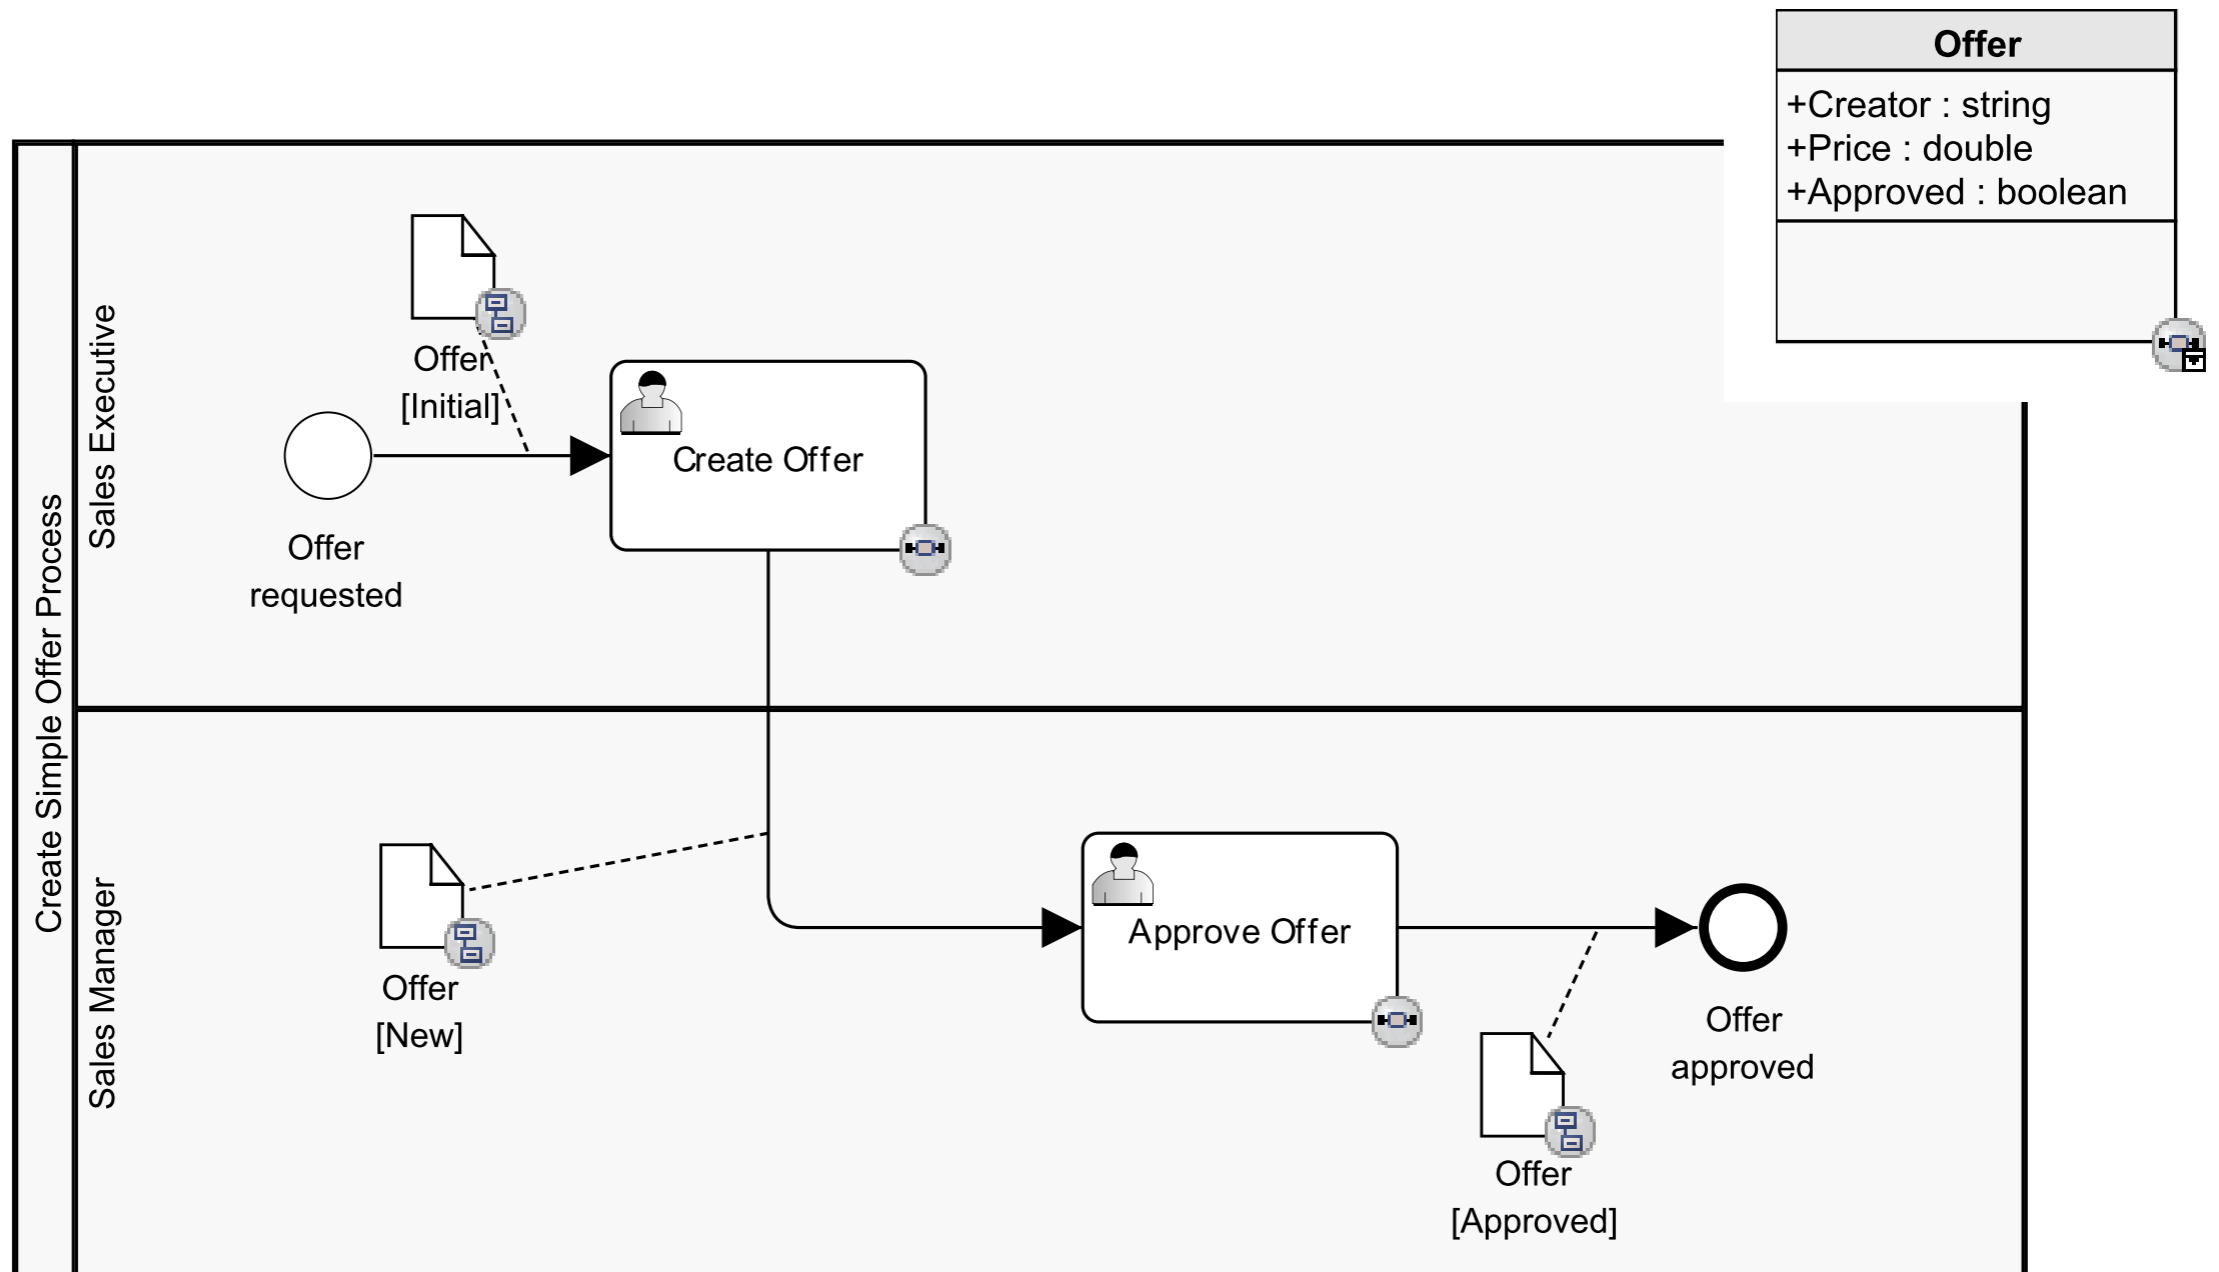 Offer
+Creator : string
+Price : double
+Approved : boolean
Create Simple Offer Process
Sales Executive
Offer
[Initial]
Create Offer
Offer
requested
Sales Manager
Offer
[New]
Approve Offer
Offer
approved
Offer
[Approved]